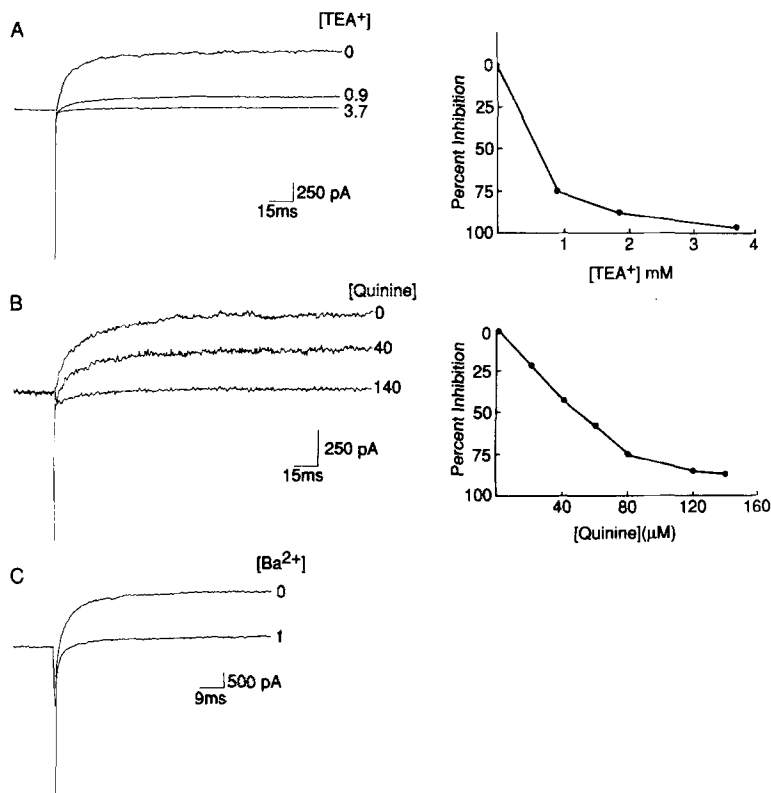 A
[TEA⁺]
0
0.9
3.7
250 pA
15ms
Percent Inhibition
0
25
50
75
100
1 2 3 4
[TEA⁺] mM
B
[Quinine]
0
40
140
250 pA
15ms
Percent Inhibition
0
25
50
75
100
40 80 120 160
[Quinine](μM)
C
[Ba²⁺]
0
1
500 pA
9ms